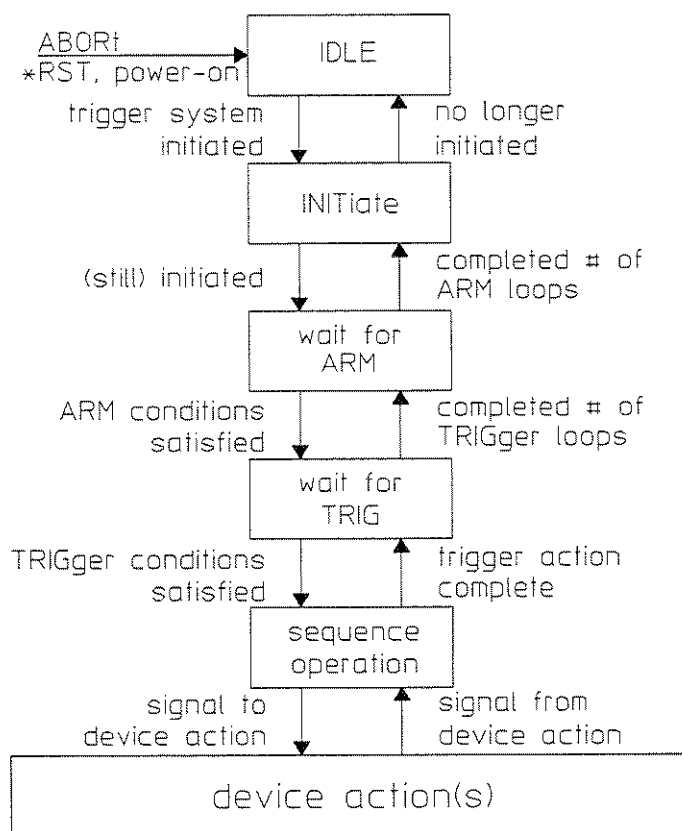 ABORt
*RST, power-on
IDLE
trigger system
initiated
no longer
initiated
INITiate
(still) initiated
completed # of
ARM loops
wait for
ARM
ARM conditions
satisfied
completed # of
TRIGger loops
wait for
TRIG
TRIGger conditions
satisfied
trigger action
complete
sequence
operation
signal to
device action
signal from
device action
device action(s)